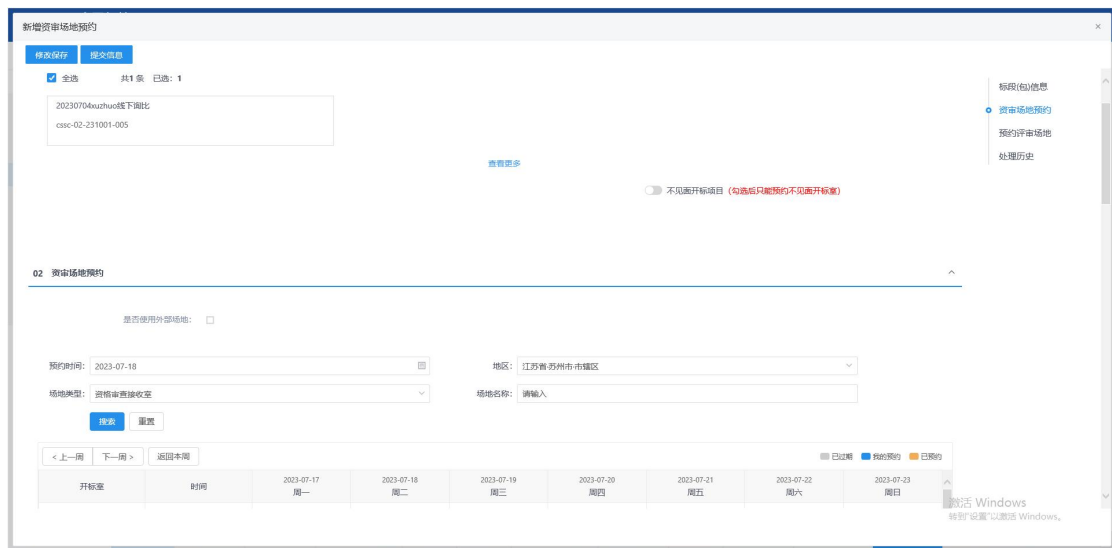 新增资审场地预约
×
修改保存 提交信息
全选 共1条 已选：1
20230704xuzhuo线下询比
cssc-02-231001-005
查看更多
不见面开标项目（勾选后只能预约不见面开标室）
标段(包)信息
资审场地预约
预约评审场地
处理历史
02 资审场地预约
是否使用外部场地：
预约时间： 2023-07-18 地区： 江苏省·苏州市·市辖区
场地类型： 资格审查接收室 场地名称： 请输入
搜索 重置
< 上一周 下一周 > 返回本周 已过期 我的预约 已预约
开标室 时间 2023-07-17 2023-07-18 2023-07-19 2023-07-20 2023-07-21 2023-07-22 2023-07-23
周一 周二 周三 周四 周五 周六 周日
激活 Windows
转到"设置"以激活 Windows。